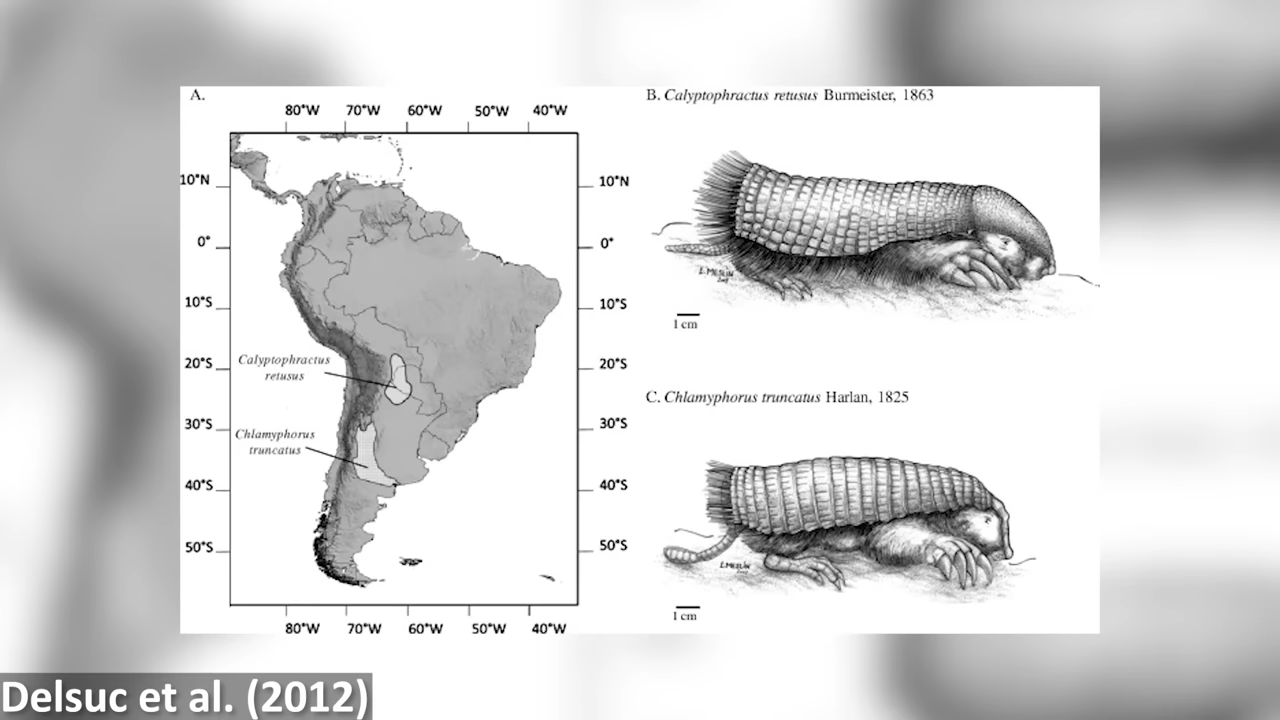 A.
80°W 70°W 60°W 50°W 40°W
10°N 10°N
0° 0°
10°S 10°S
20°S 20°S
Calyptophractus
retusus
30°S 30°S
Chlamyphorus
truncatus
40°S 40°S
50°S 50°S
80°W 70°W 60°W 50°W 40°W
B. Calyptophractus retusus Burmeister, 1863
L.MESLIN
1 cm
C. Chlamyphorus truncatus Harlan, 1825
L.MESLIN
1 cm
Delsuc et al. (2012)